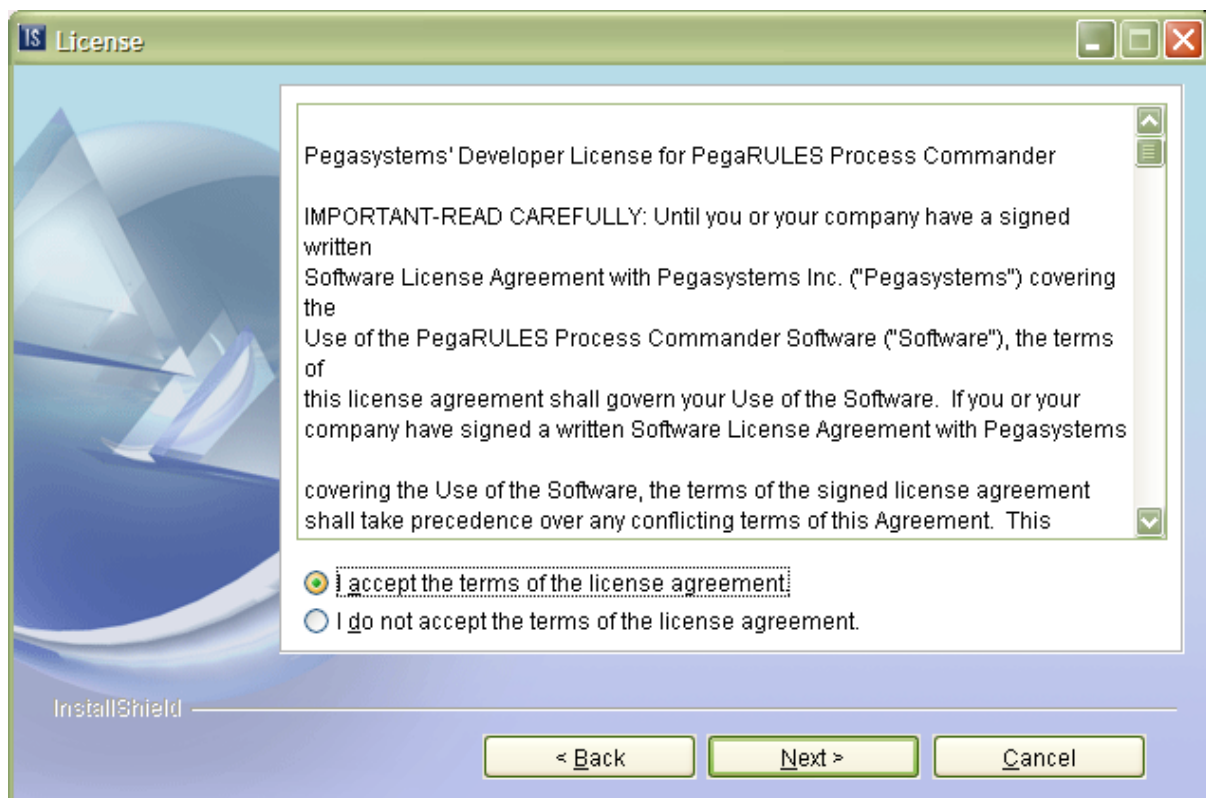 IS License
Pegasystems' Developer License for PegaRULES Process Commander
IMPORTANT-READ CAREFULLY: Until you or your company have a signed
written
Software License Agreement with Pegasystems Inc. ("Pegasystems") covering
the
Use of the PegaRULES Process Commander Software ("Software"), the terms
of
this license agreement shall govern your Use of the Software.  If you or your
company have signed a written Software License Agreement with Pegasystems
covering the Use of the Software, the terms of the signed license agreement
shall take precedence over any conflicting terms of this Agreement.  This
I accept the terms of the license agreement.
I do not accept the terms of the license agreement.
InstallShield
< Back
Next >
Cancel